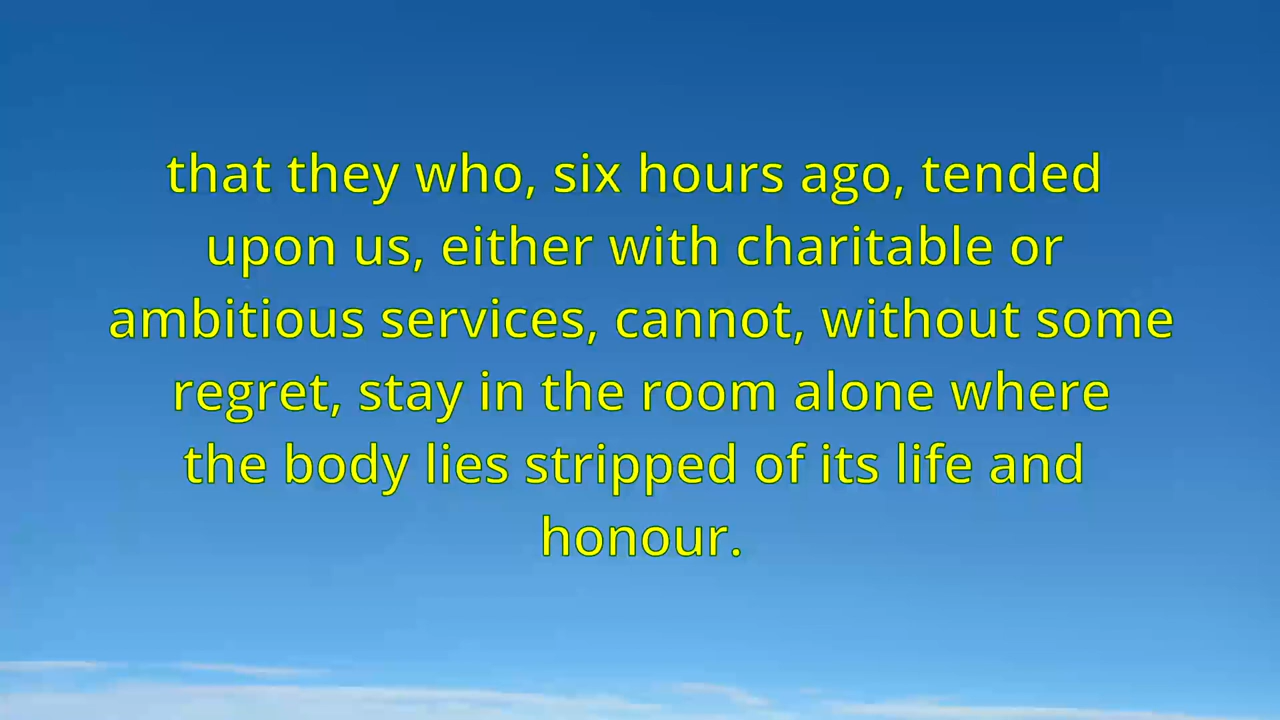 that they who, six hours ago, tended
upon us, either with charitable or
ambitious services, cannot, without some
regret, stay in the room alone where
the body lies stripped of its life and
honour.